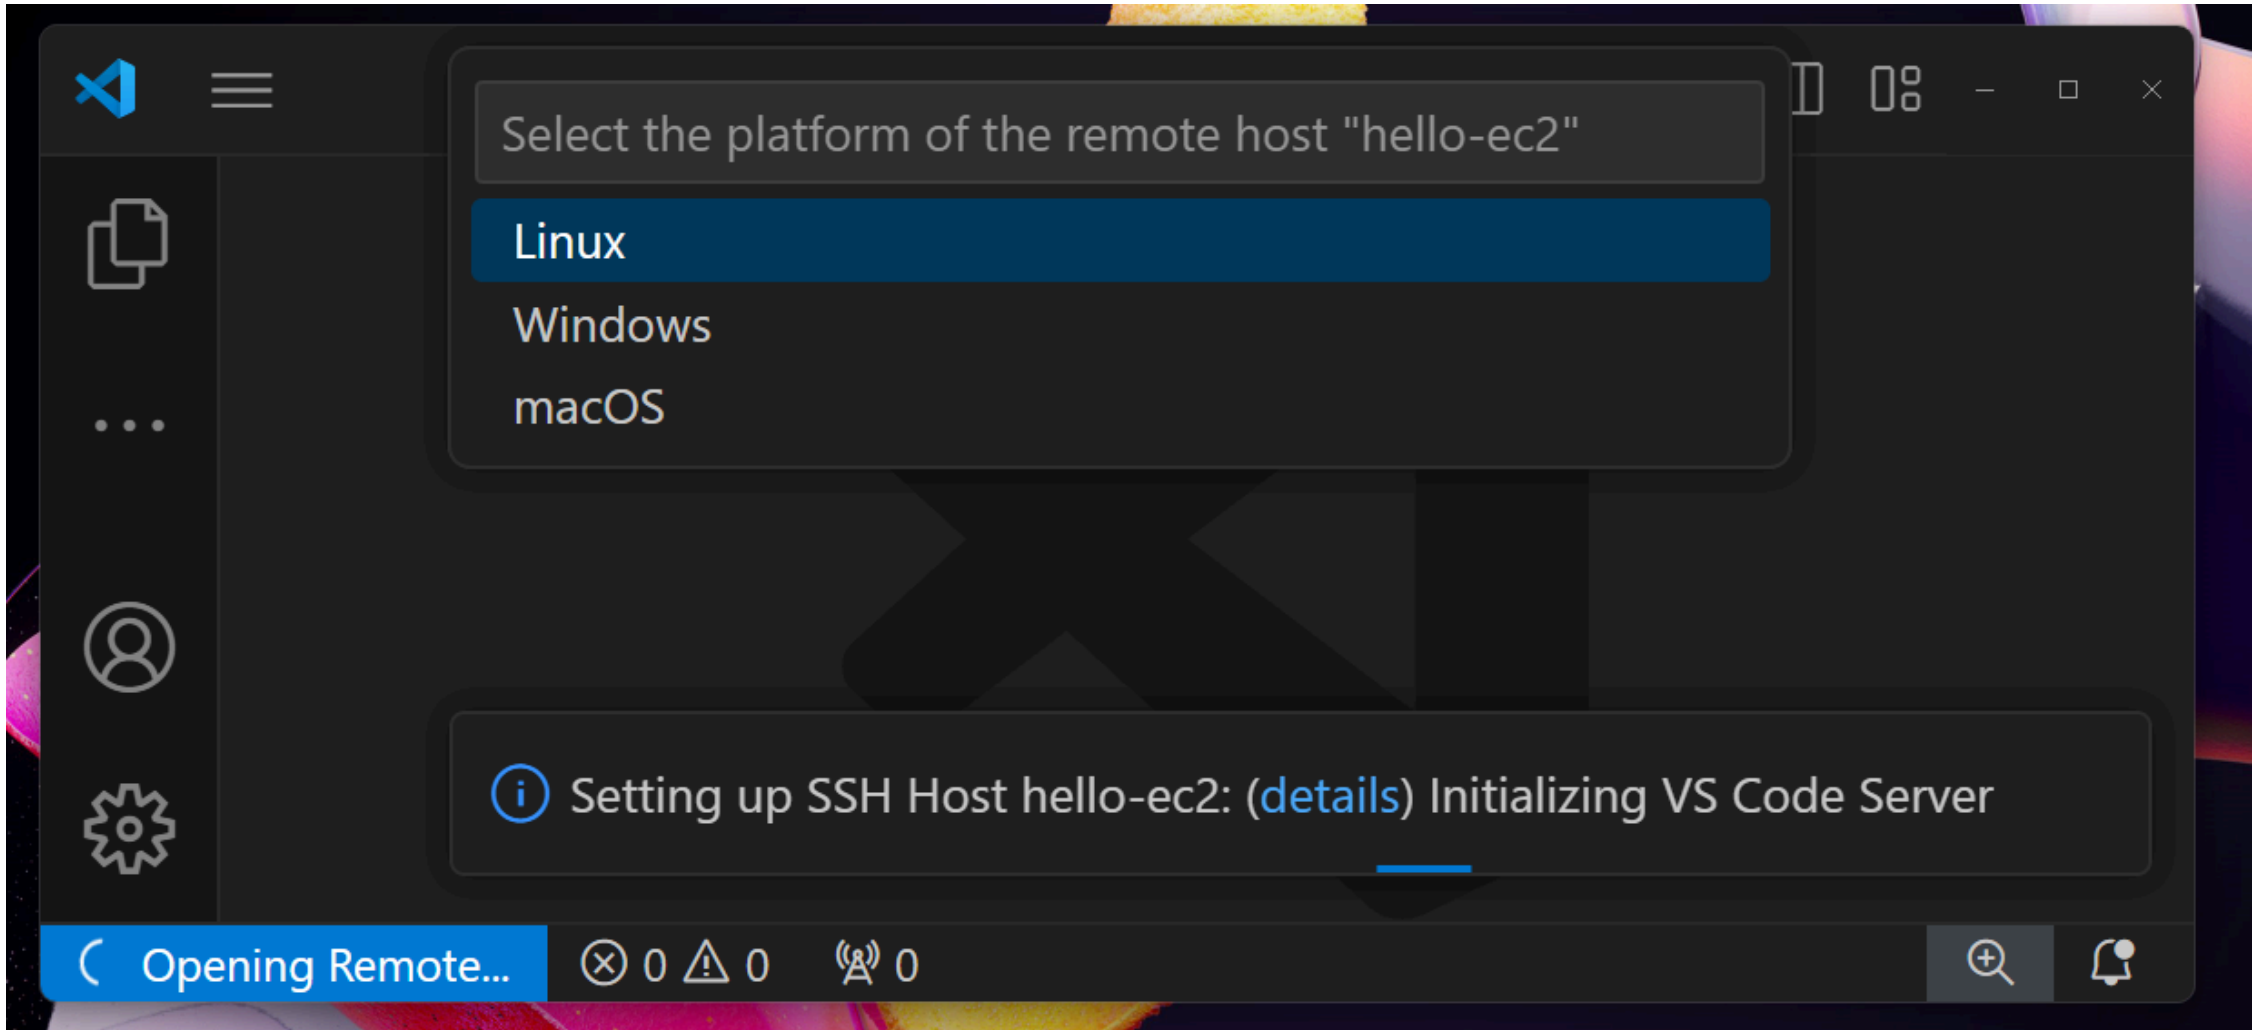 Select the platform of the remote host "hello-ec2"
Linux
Windows
macOS
Setting up SSH Host hello-ec2: (details) Initializing VS Code Server
Opening Remote... 0 0 0